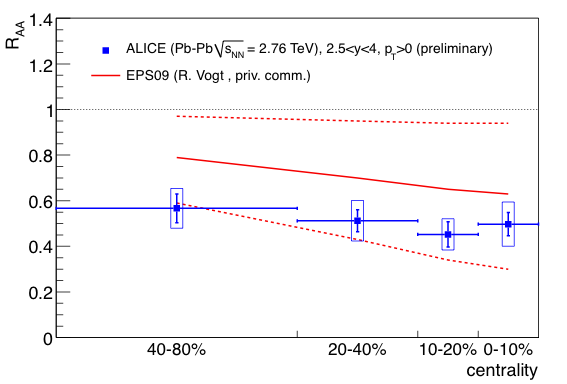 R_AA
1.4
1.2
1
0.8
0.6
0.4
0.2
0
ALICE (Pb-Pb√s_NN = 2.76 TeV), 2.5<y<4, p_T>0 (preliminary)
EPS09 (R. Vogt , priv. comm.)
40-80% 20-40% 10-20% 0-10%
centrality